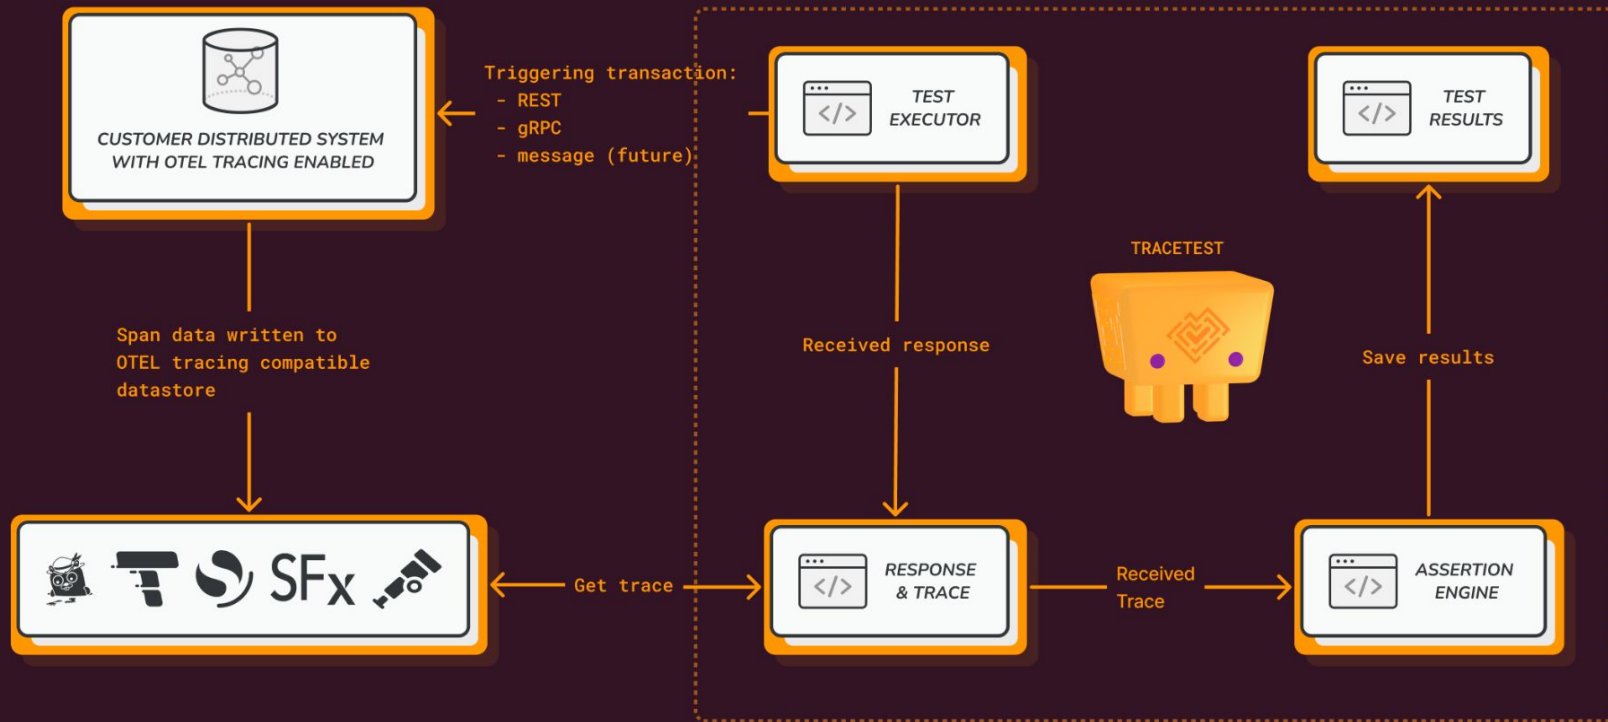 CUSTOMER DISTRIBUTED SYSTEM
WITH OTEL TRACING ENABLED
Triggering transaction:
- REST
- gRPC
- message (future)
</>
TEST
EXECUTOR
</>
TEST
RESULTS
Span data written to
OTEL tracing compatible
datastore
Received response
TRACETEST
Save results
SFx
Get trace
</>
RESPONSE
& TRACE
Received
Trace
</>
ASSERTION
ENGINE